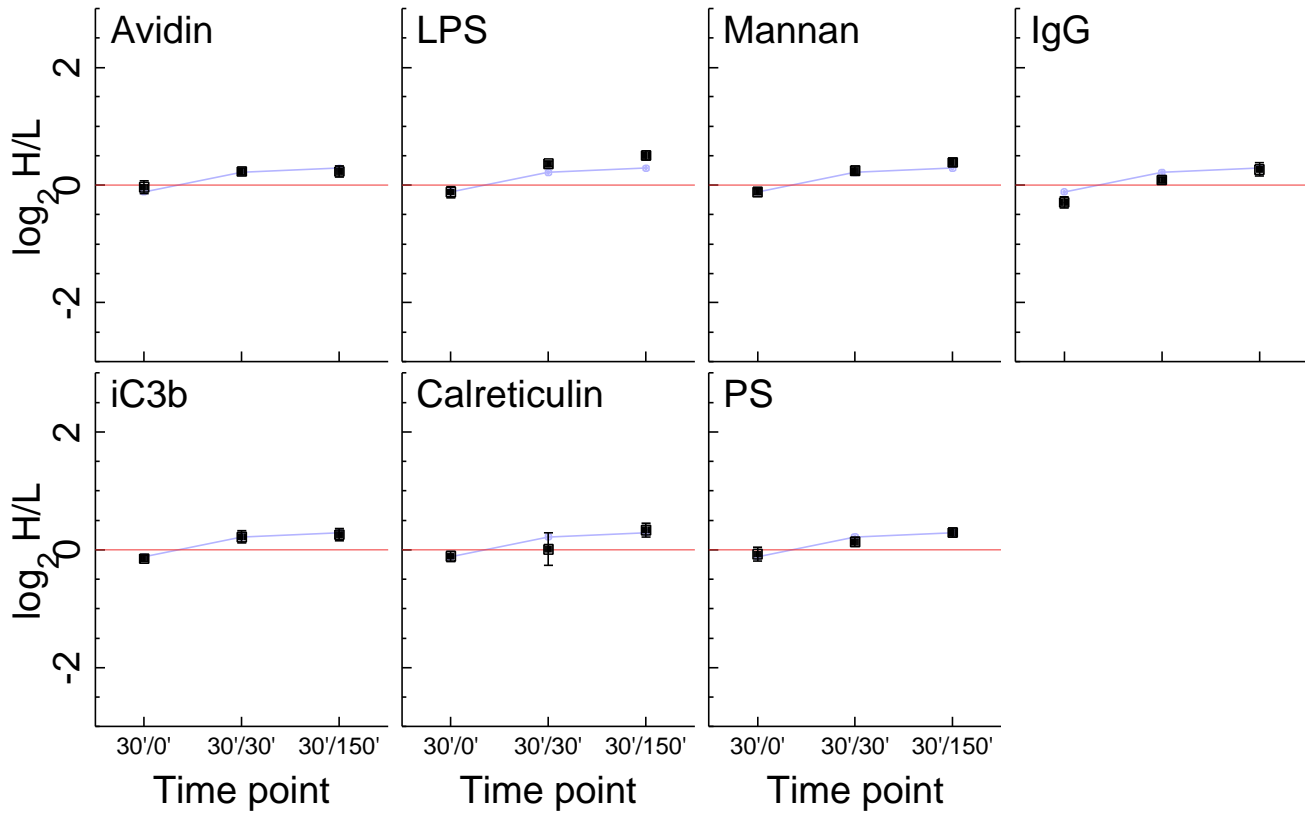 Avidin
LPS
Mannan
IgG
log2 H/L
2
0
-2
iC3b
Calreticulin
PS
log2 H/L
2
0
-2
30'/0' 30'/30' 30'/150'
30'/0' 30'/30' 30'/150'
30'/0' 30'/30' 30'/150'
Time point
Time point
Time point